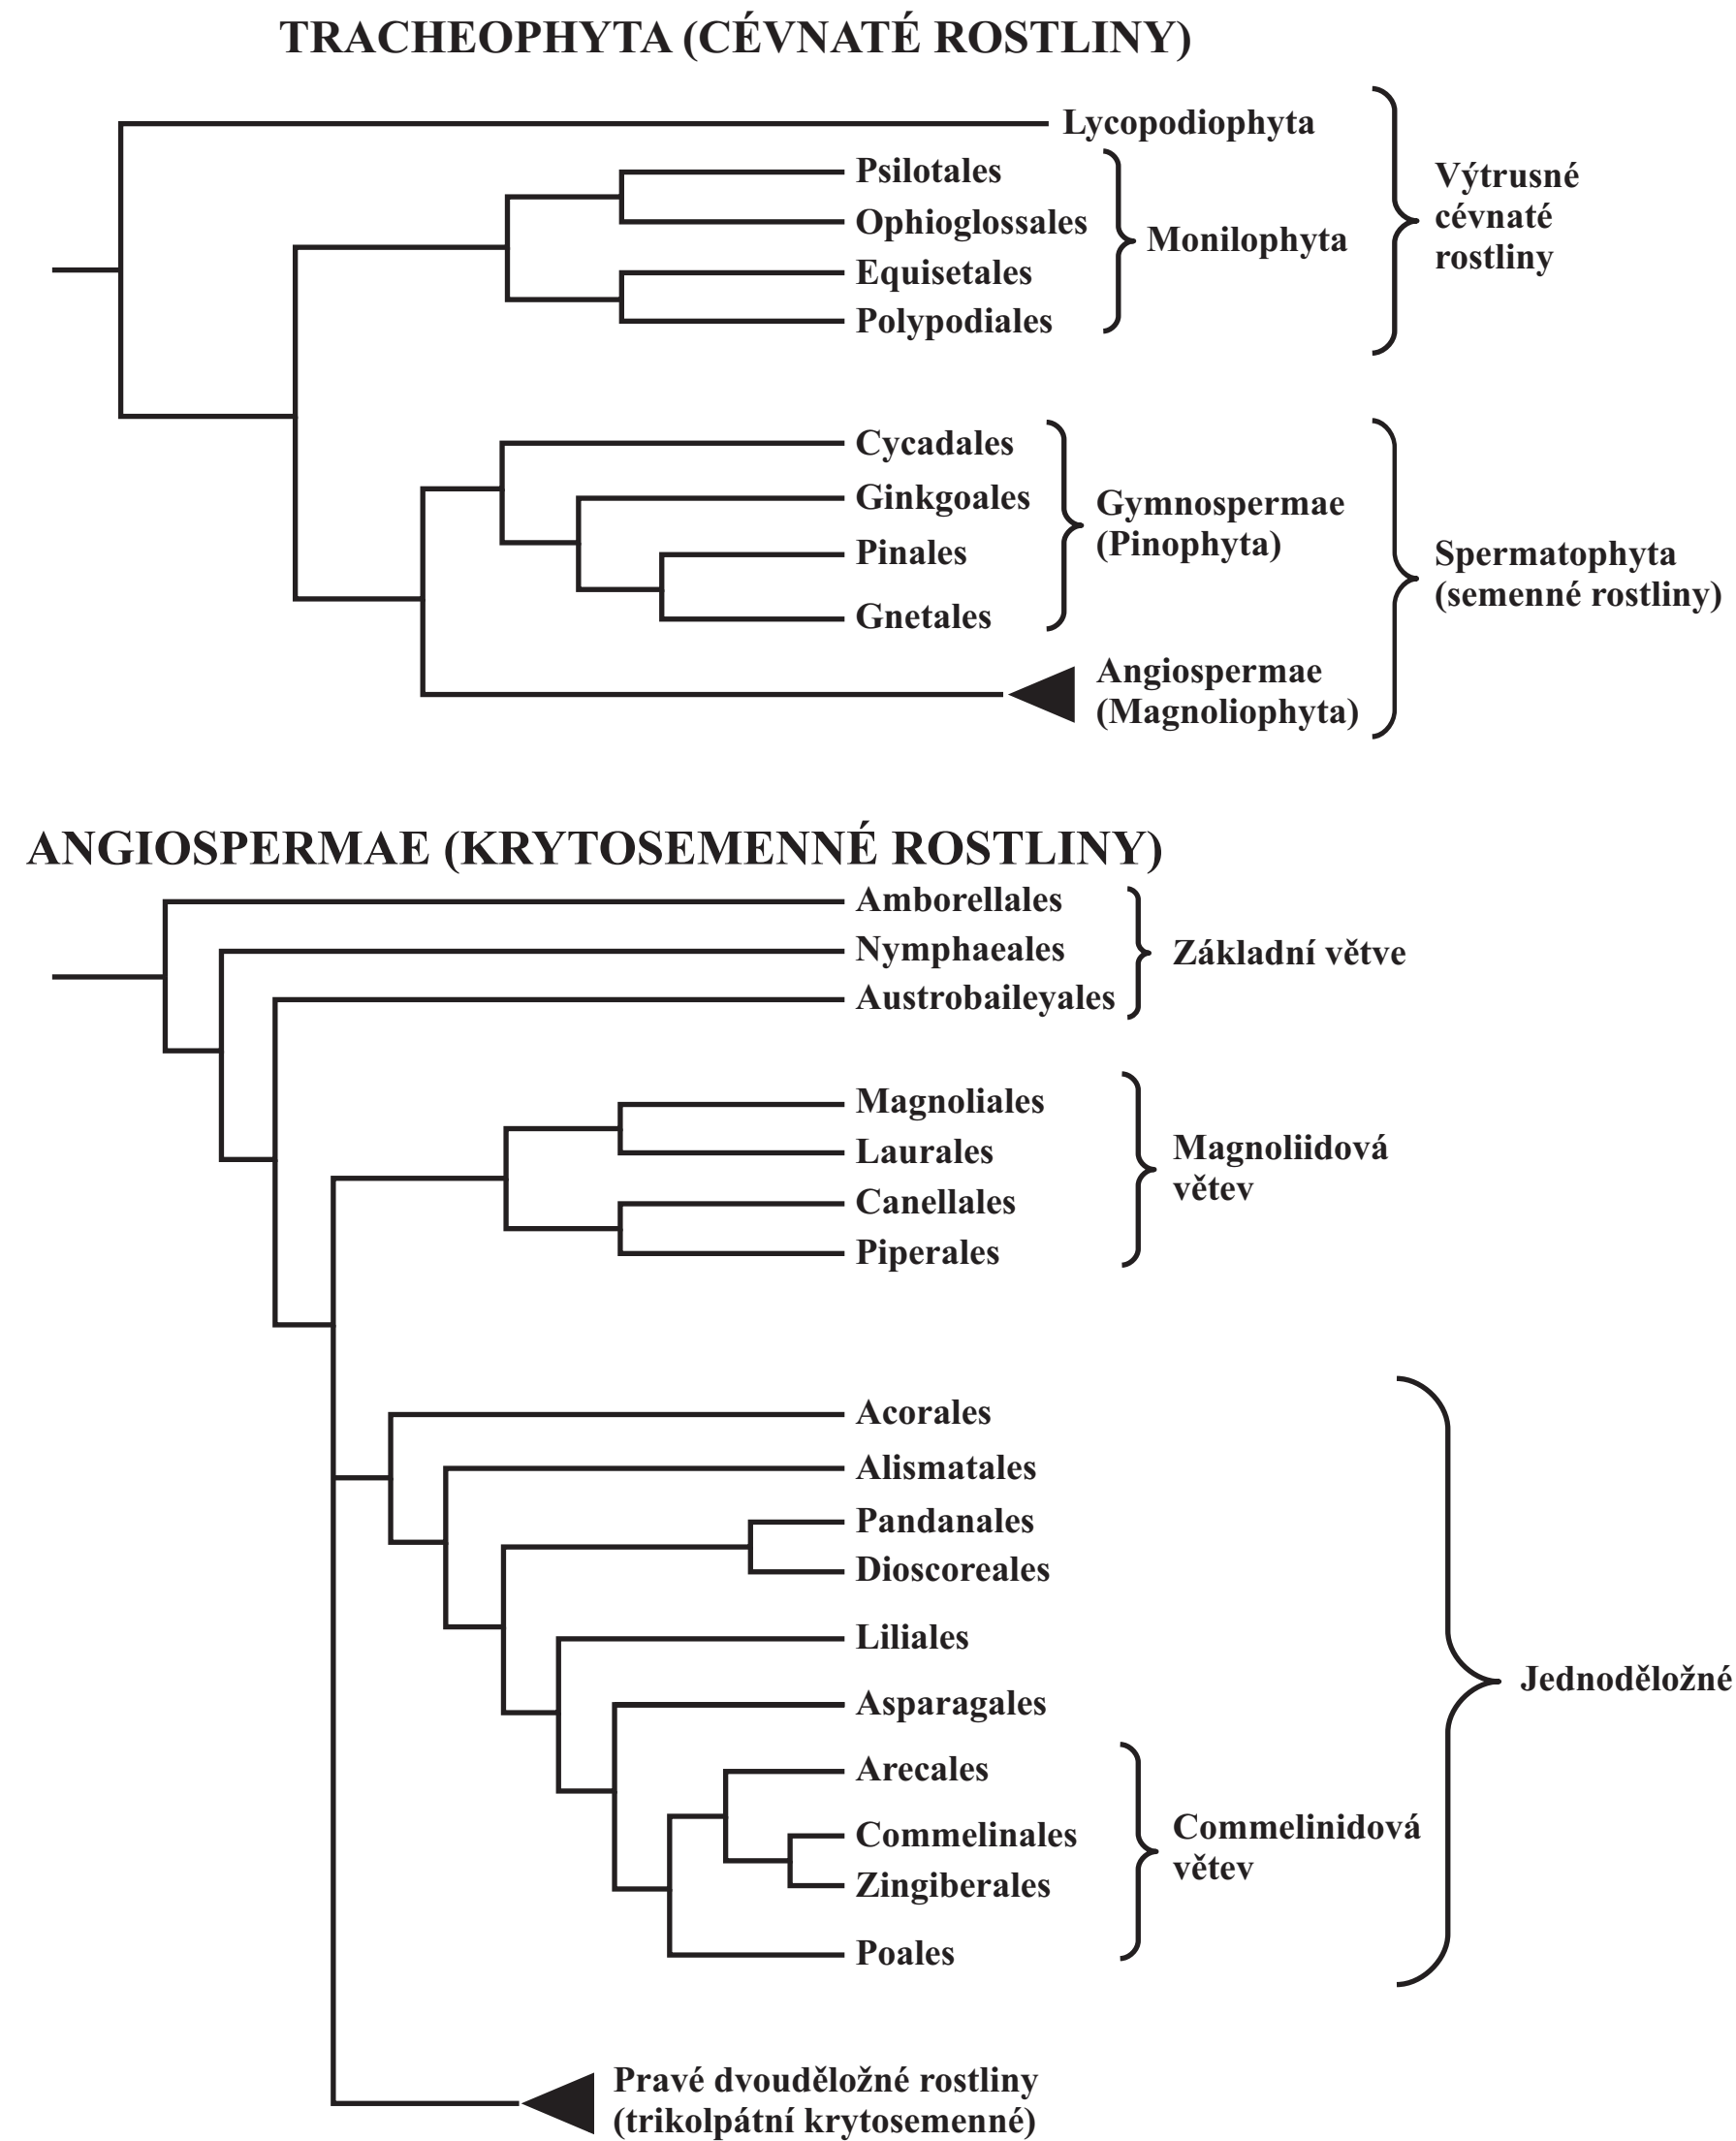 TRACHEOPHYTA (CÉVNATÉ ROSTLINY)
Lycopodiophyta
Psilotales
Ophioglossales
Equisetales
Polypodiales
Monilophyta
Výtrusné
cévnaté
rostliny
Cycadales
Ginkgoales
Pinales
Gnetales
Gymnospermae
(Pinophyta)
Angiospermae
(Magnoliophyta)
Spermatophyta
(semenné rostliny)
ANGIOSPERMAE (KRYTOSEMENNÉ ROSTLINY)
Amborellales
Nymphaeales
Austrobaileyales
Základní větve
Magnoliales
Laurales
Canellales
Piperales
Magnoliidová
větev
Acorales
Alismatales
Pandanales
Dioscoreales
Liliales
Asparagales
Arecales
Commelinales
Zingiberales
Poales
Commelinidová
větev
Jednoděložné
Pravé dvouděložné rostliny
(trikolpátní krytosemenné)